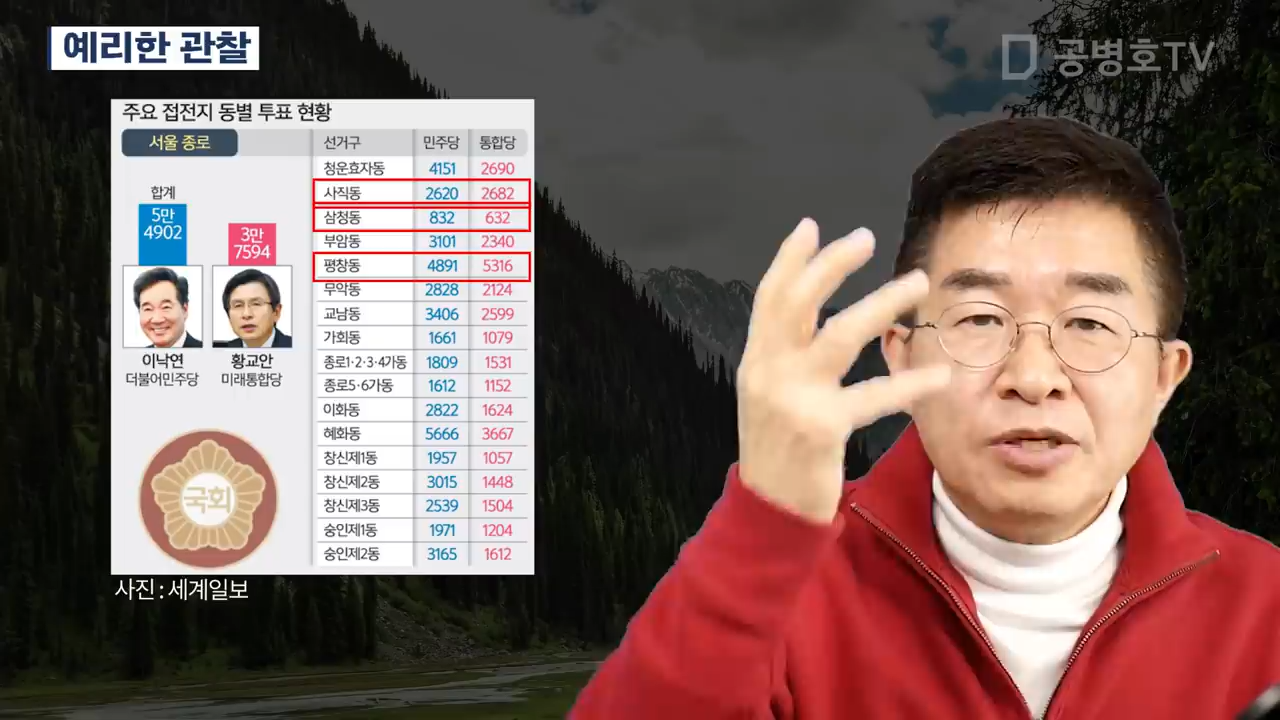 예리한 관찰
공병호TV
주요 접전지 동별 투표 현황
서울 종로
합계
5만
4902
3만
7594
이낙연
더불어민주당
황교안
미래통합당
국회
선거구 민주당 통합당
청운효자동 4151 2690
사직동 2620 2682
삼청동 832 632
부암동 3101 2340
평창동 4891 5316
무악동 2828 2124
교남동 3406 2599
가회동 1661 1079
종로1·2·3·4가동 1809 1531
종로5·6가동 1612 1152
이화동 2822 1624
혜화동 5666 3667
창신제1동 1957 1057
창신제2동 3015 1448
창신제3동 2539 1504
숭인제1동 1971 1204
숭인제2동 3165 1612
사진 : 세계일보